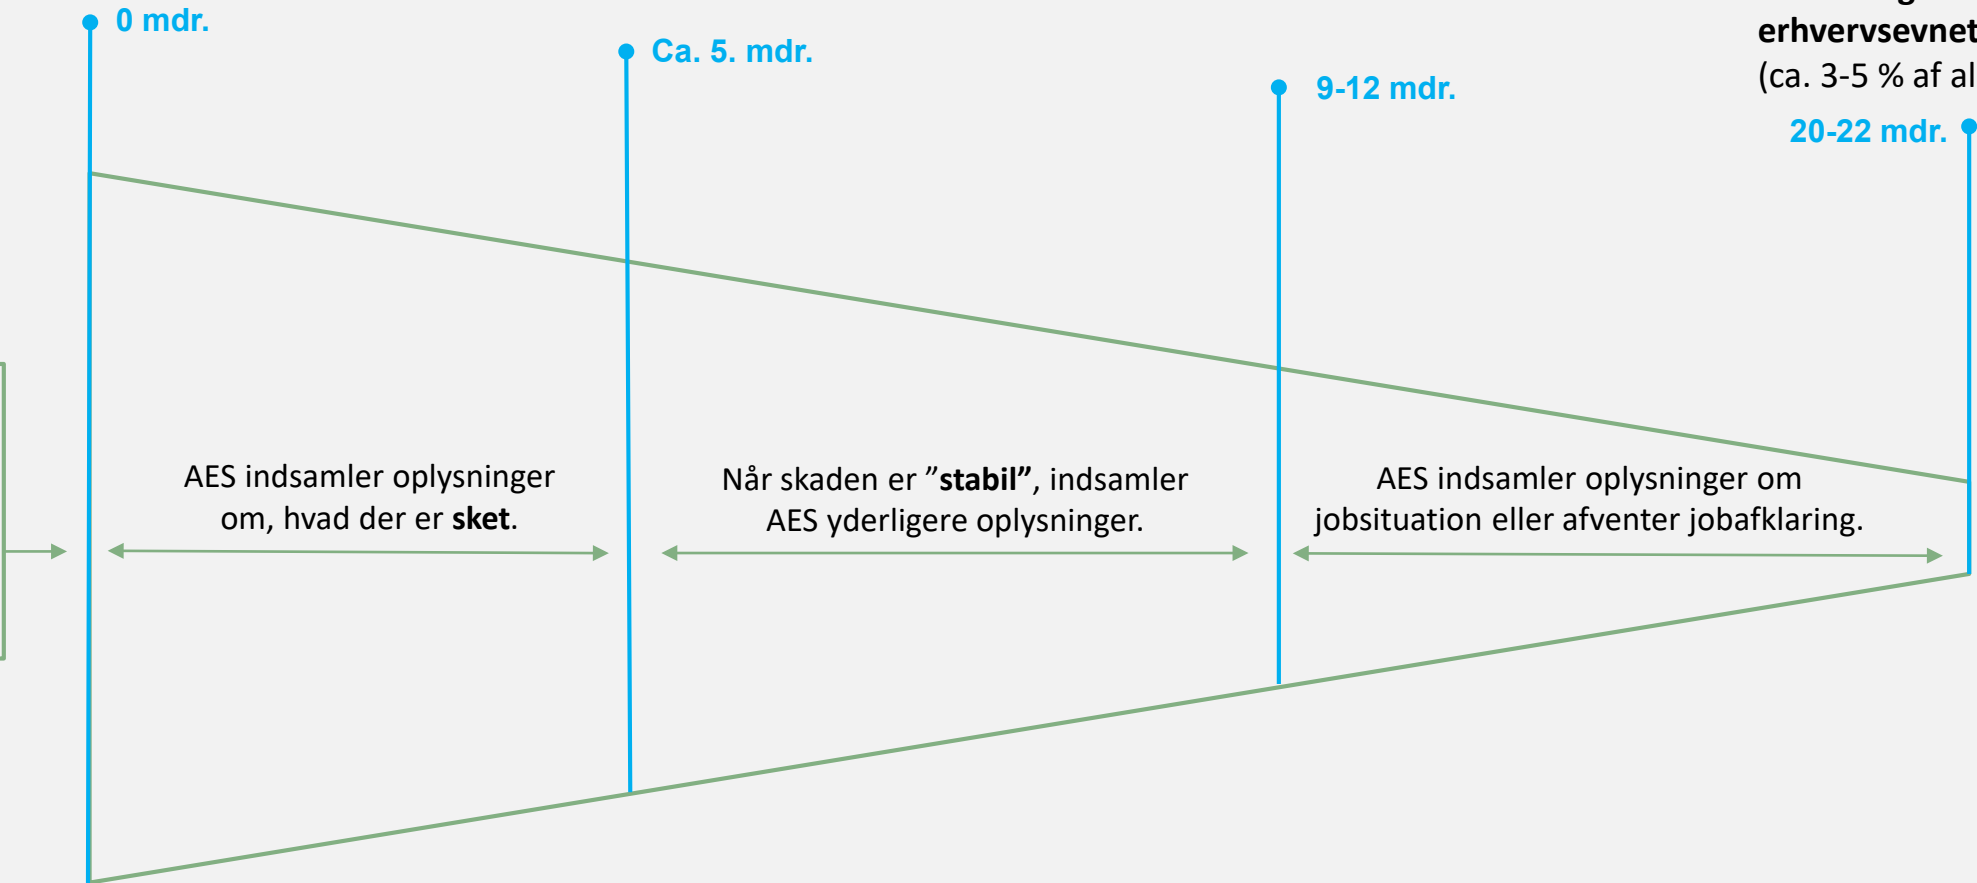 0 mdr.
Ca. 5. mdr.
9-12 mdr.
erhvervsevnet
(ca. 3-5 % af al
20-22 mdr.
AES indsamler oplysninger
om, hvad der er sket.
Når skaden er ”stabil”, indsamler
AES yderligere oplysninger.
AES indsamler oplysninger om
jobsituation eller afventer jobafklaring.